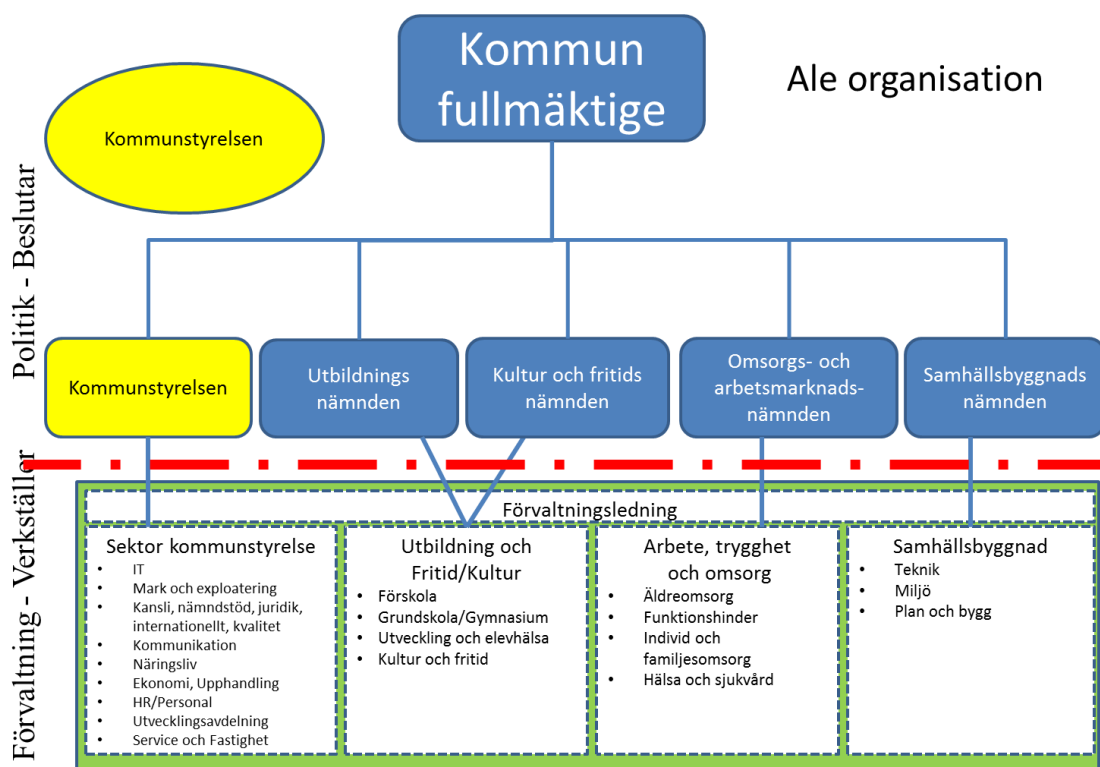 Kommun
fullmäktige
Ale organisation
Kommunstyrelsen
Politik - Beslutar
Kommunstyrelsen
Utbildnings
nämnden
Kultur och fritids
nämnden
Omsorgs- och
arbetsmarknads-
nämnden
Samhällsbyggnads
nämnden
Förvaltning - Verkställer
Förvaltningsledning
Sektor kommunstyrelse
• IT
• Mark och exploatering
• Kansli, nämndstöd, juridik,
internationellt, kvalitet
• Kommunikation
• Näringsliv
• Ekonomi, Upphandling
• HR/Personal
• Utvecklingsavdelning
• Service och Fastighet
Utbildning och
Fritid/Kultur
• Förskola
• Grundskola/Gymnasium
• Utveckling och elevhälsa
• Kultur och fritid
Arbete, trygghet
och omsorg
• Äldreomsorg
• Funktionshinder
• Individ och
familjesomsorg
• Hälsa och sjukvård
Samhällsbyggnad
• Teknik
• Miljö
• Plan och bygg